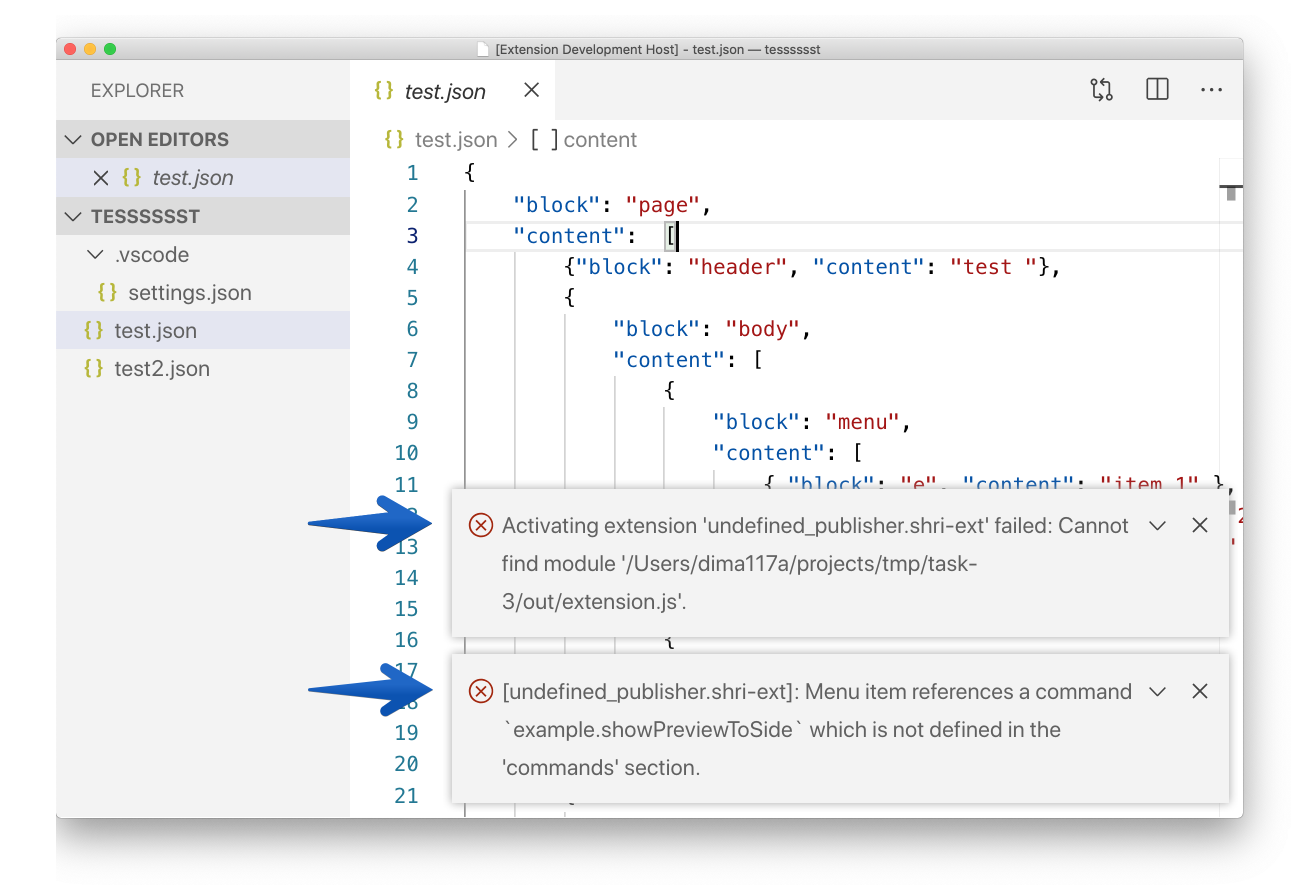 [Extension Development Host] - test.json — tesssssst
EXPLORER
OPEN EDITORS
{} test.json
TESSSSSST
.vscode
{} settings.json
{} test.json
{} test2.json
{} test.json
{} test.json > [ ] content
1 {
2 "block": "page",
3 "content":  [
4 {"block": "header", "content": "test "},
5 {
6 "block": "body",
7 "content": [
8 {
9 "block": "menu",
10 "content": [
11 { "block": "e", "content": "item 1" },
13
14
15
16 {
17
19
20
21
Activating extension 'undefined_publisher.shri-ext' failed: Cannot
find module '/Users/dima117a/projects/tmp/task-
3/out/extension.js'.
[undefined_publisher.shri-ext]: Menu item references a command
`example.showPreviewToSide` which is not defined in the
'commands' section.